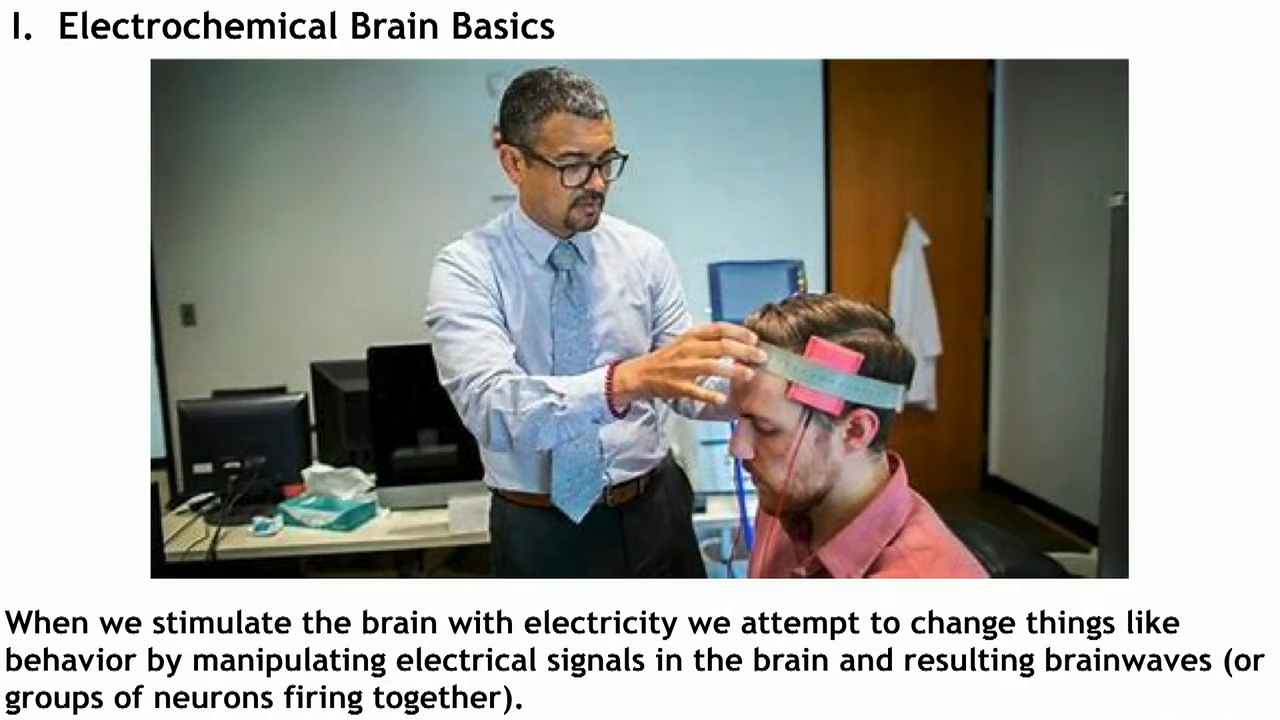 I. Electrochemical Brain Basics
When we stimulate the brain with electricity we attempt to change things like
behavior by manipulating electrical signals in the brain and resulting brainwaves (or
groups of neurons firing together).